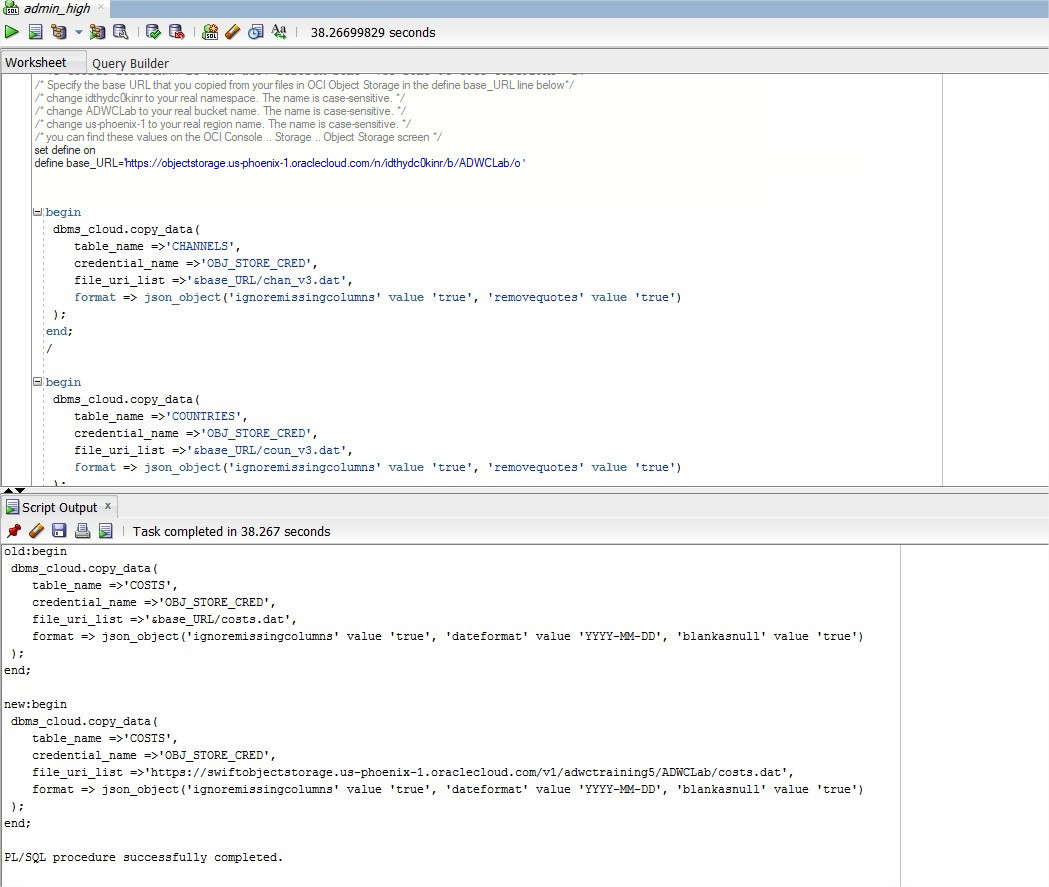 admin_high
38.26699829 seconds
Worksheet Query Builder
/* Specify the base URL that you copied from your files in OCI Object Storage in the define base_URL line below*/
/* change idthydc0kinr to your real namespace. The name is case-sensitive. */
/* change ADWCLab to your real bucket name. The name is case-sensitive. */
/* change us-phoenix-1 to your real region name. The name is case-sensitive. */
/* you can find these values on the OCI Console .. Storage .. Object Storage screen */
set define on
define base_URL='https://objectstorage.us-phoenix-1.oraclecloud.com/n/idthydc0kinr/b/ADWCLab/o '
begin
dbms_cloud.copy_data(
table_name =>'CHANNELS',
credential_name =>'OBJ_STORE_CRED',
file_uri_list =>'&base_URL/chan_v3.dat',
format => json_object('ignoremissingcolumns' value 'true', 'removequotes' value 'true')
);
end;
/
begin
dbms_cloud.copy_data(
table_name =>'COUNTRIES',
credential_name =>'OBJ_STORE_CRED',
file_uri_list =>'&base_URL/coun_v3.dat',
format => json_object('ignoremissingcolumns' value 'true', 'removequotes' value 'true')
);
Script Output x
Task completed in 38.267 seconds
old:begin
dbms_cloud.copy_data(
table_name =>'COSTS',
credential_name =>'OBJ_STORE_CRED',
file_uri_list =>'&base_URL/costs.dat',
format => json_object('ignoremissingcolumns' value 'true', 'dateformat' value 'YYYY-MM-DD', 'blankasnull' value 'true')
);
end;
new:begin
dbms_cloud.copy_data(
table_name =>'COSTS',
credential_name =>'OBJ_STORE_CRED',
file_uri_list =>'https://swiftobjectstorage.us-phoenix-1.oraclecloud.com/v1/adwctraining5/ADWCLab/costs.dat',
format => json_object('ignoremissingcolumns' value 'true', 'dateformat' value 'YYYY-MM-DD', 'blankasnull' value 'true')
);
end;
PL/SQL procedure successfully completed.